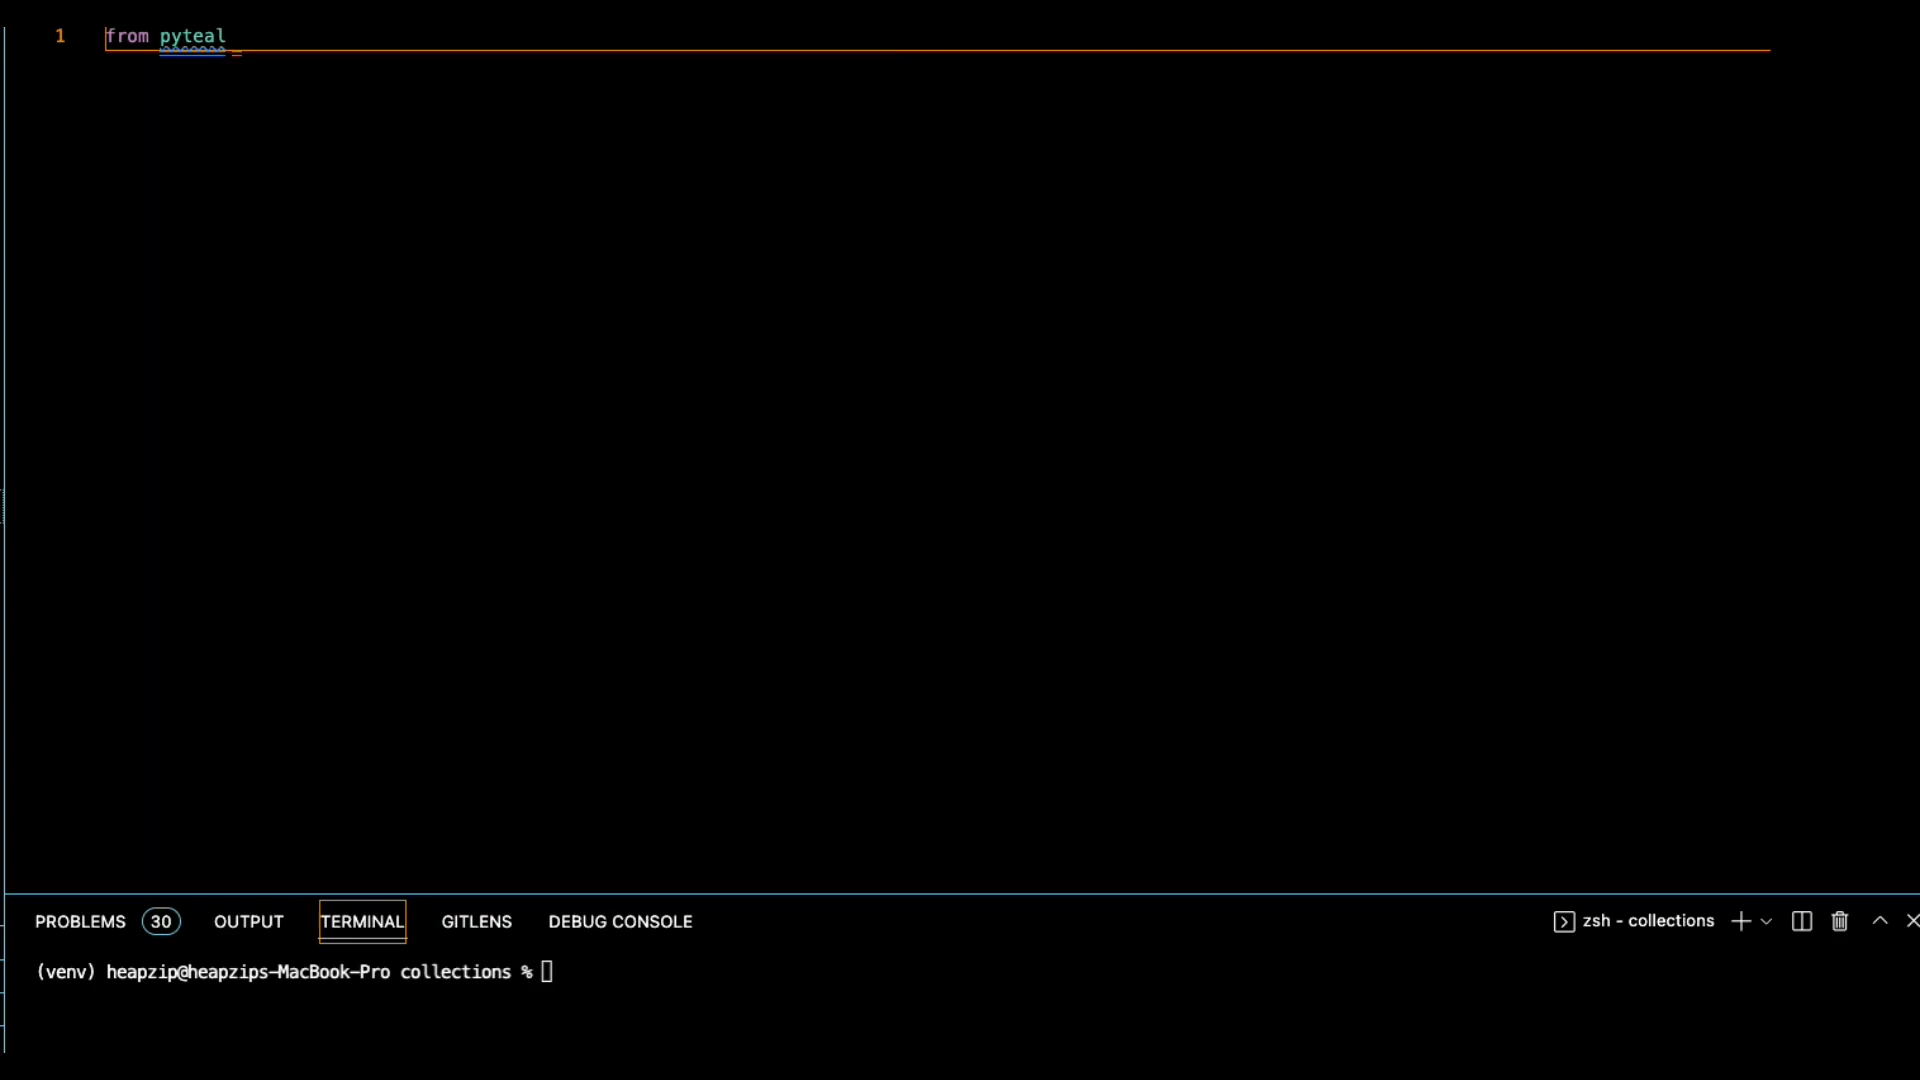 1 from pyteal
PROBLEMS 30 OUTPUT TERMINAL GITLENS DEBUG CONSOLE zsh - collections
(venv) heapzip@heapzips-MacBook-Pro collections %